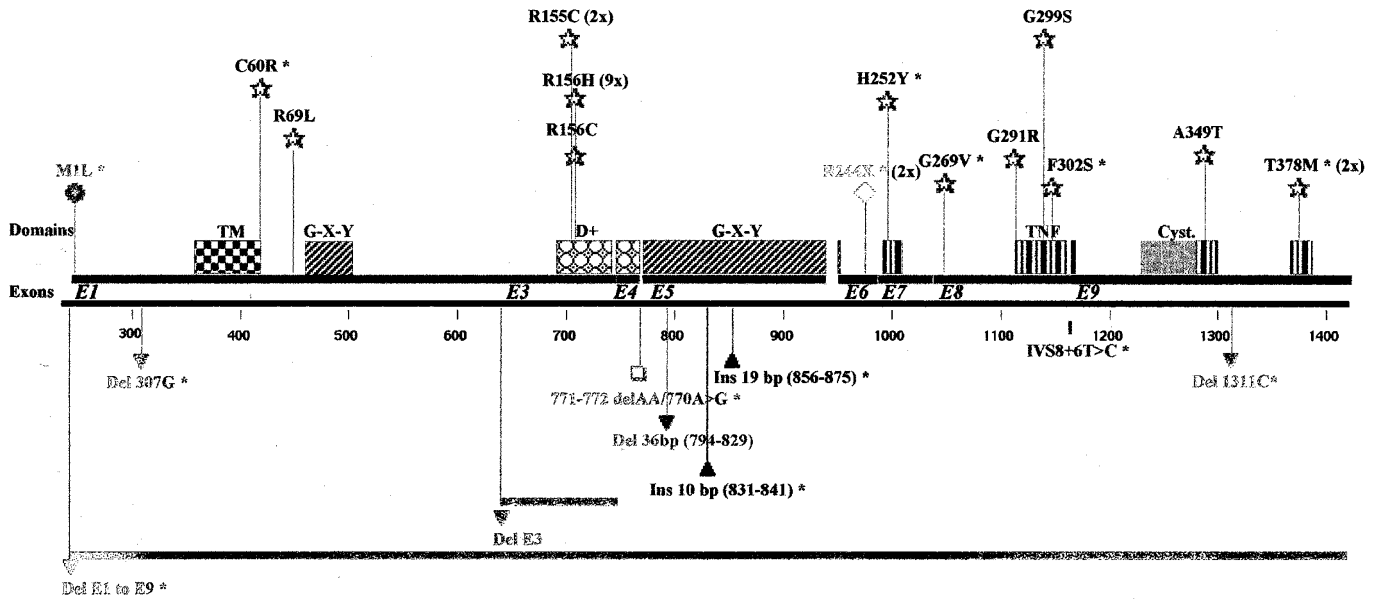 R155C (2x)
G299S
C60R *
R156H (9x)
H252Y *
R69L
R156C
G291R
A349T
M1L *
R244X * (2x)
G269V *
F302S *
T378M * (2x)
Domains
TM
G-X-Y
D+
G-X-Y
TNF
Cyst.
Exons
E1
E3
E4
E5
E6
E7
E8
E9
300
400
500
600
700
800
900
1000
1100
1200
1300
1400
IVS8+6T>C *
Del 307G *
Ins 19 bp (856-875) *
Del 1311C*
771-772 delAA/770A>G *
Del 36bp (794-829)
Ins 10 bp (831-841) *
Del E3
Del E1 to E9 *